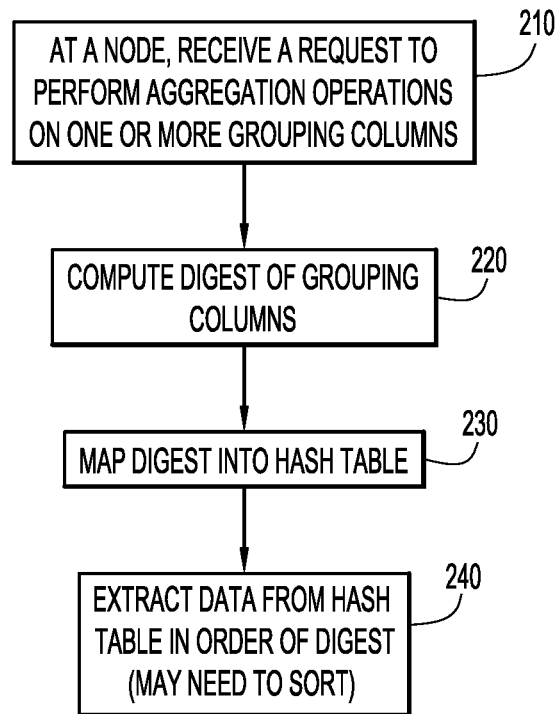 AT A NODE, RECEIVE A REQUEST TO
PERFORM AGGREGATION OPERATIONS
ON ONE OR MORE GROUPING COLUMNS
210
COMPUTE DIGEST OF GROUPING
COLUMNS
220
MAP DIGEST INTO HASH TABLE
230
EXTRACT DATA FROM HASH
TABLE IN ORDER OF DIGEST
(MAY NEED TO SORT)
240